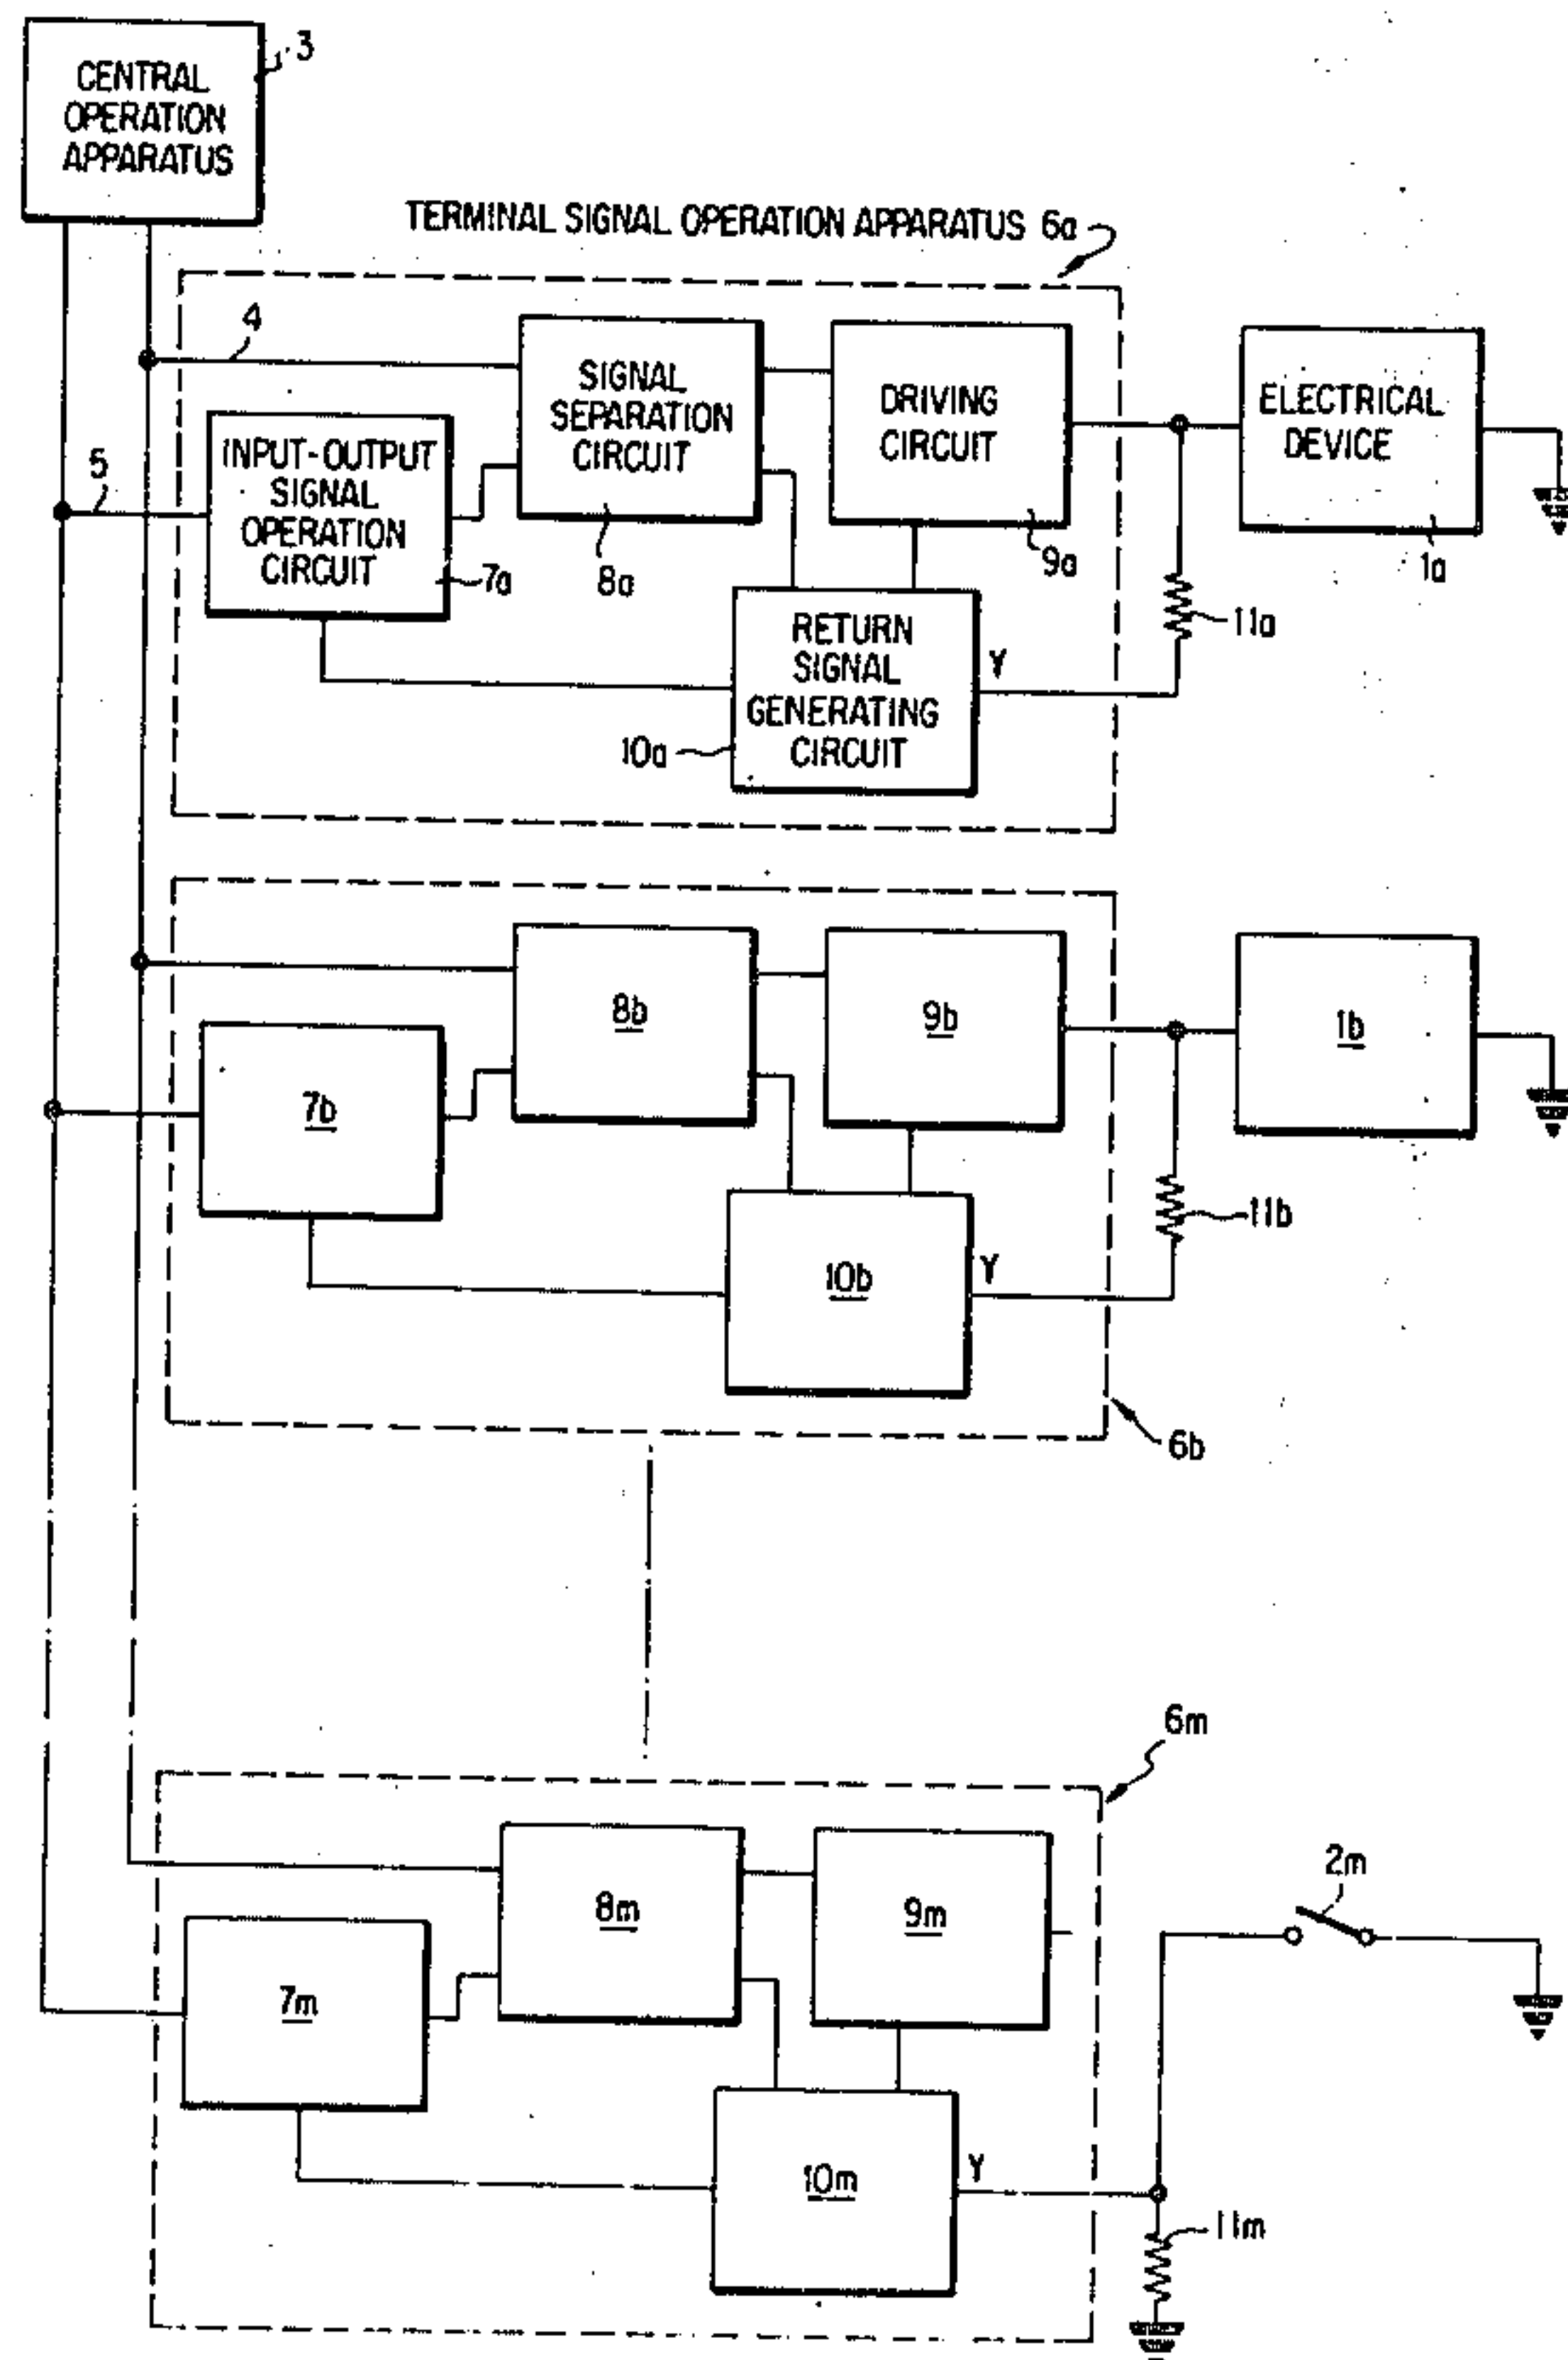 CENTRAL
OPERATION
APPARATUS
3
TERMINAL SIGNAL OPERATION APPARATUS 6a
4
5
INPUT-OUTPUT
SIGNAL
OPERATION
CIRCUIT
7a
SIGNAL
SEPARATION
CIRCUIT
8a
DRIVING
CIRCUIT
9a
ELECTRICAL
DEVICE
1a
11a
RETURN
SIGNAL
GENERATING
CIRCUIT
10a
Y
7b
8b
9b
1b
11b
10b
Y
6b
6m
7m
8m
9m
2m
10m
Y
11m